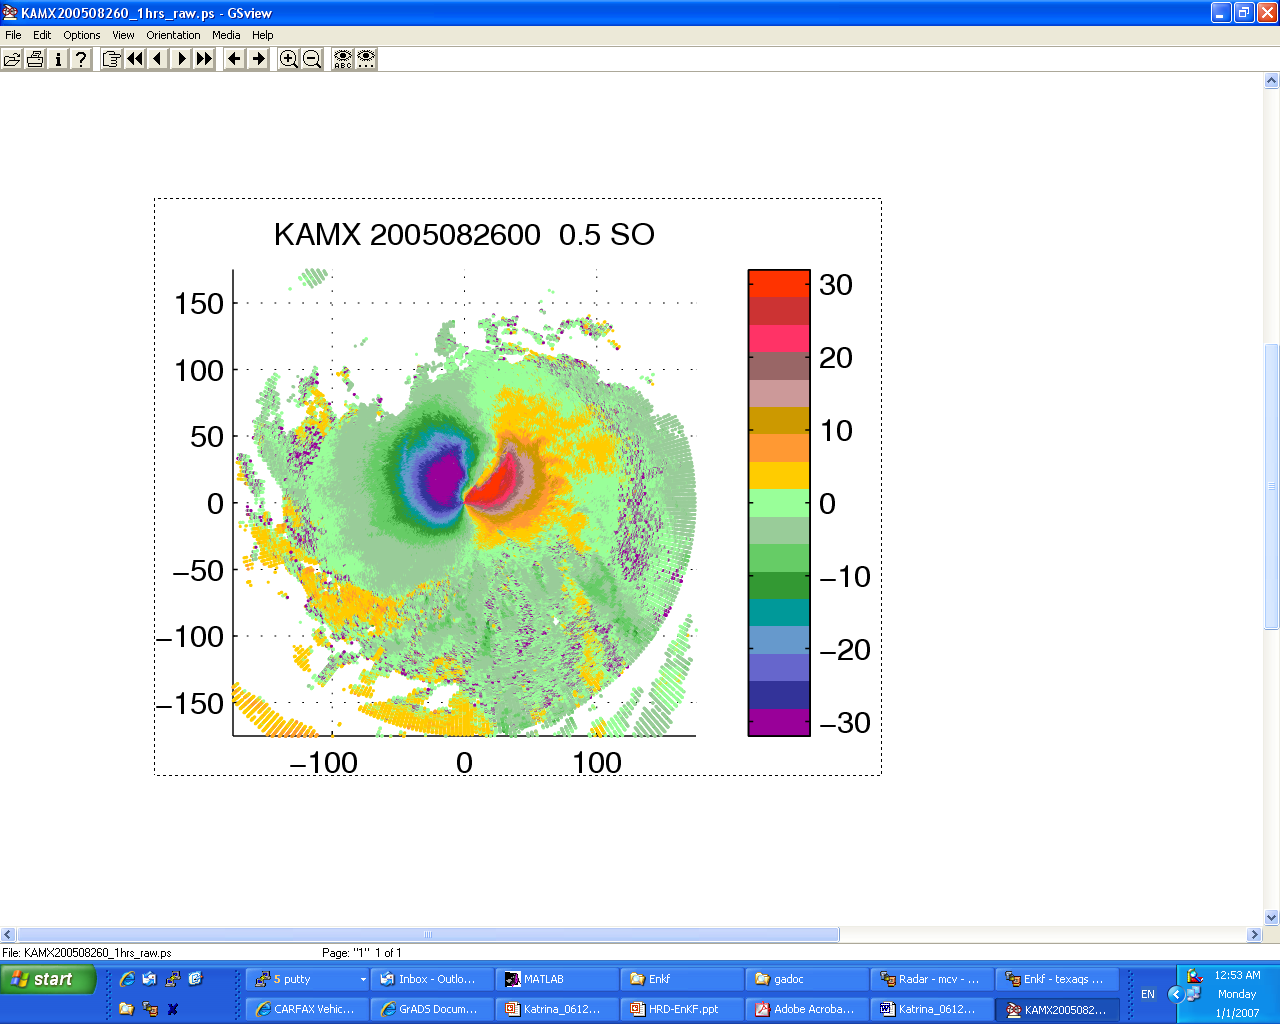 KAMX200508260_1hrs_raw.ps - GSview
File Edit Options View Orientation Media Help
KAMX 2005082600 0.5 SO
150
100
50
0
−50
−100
−150
−100 0 100
30
20
10
0
−10
−20
−30
File: KAMX200508260_1hrs_raw.ps Page: "1" 1 of 1
start
5 putty
Inbox - Outlo...
MATLAB
Enkf
gadoc
Radar - mcv - ...
Enkf - texaqs ...
CARFAX Vehic...
GrADS Docum...
Katrina_0612...
HRD-EnKF.ppt
Adobe Acroba...
Katrina_0612...
KAMX2005082...
EN
12:53 AM
Monday
1/1/2007